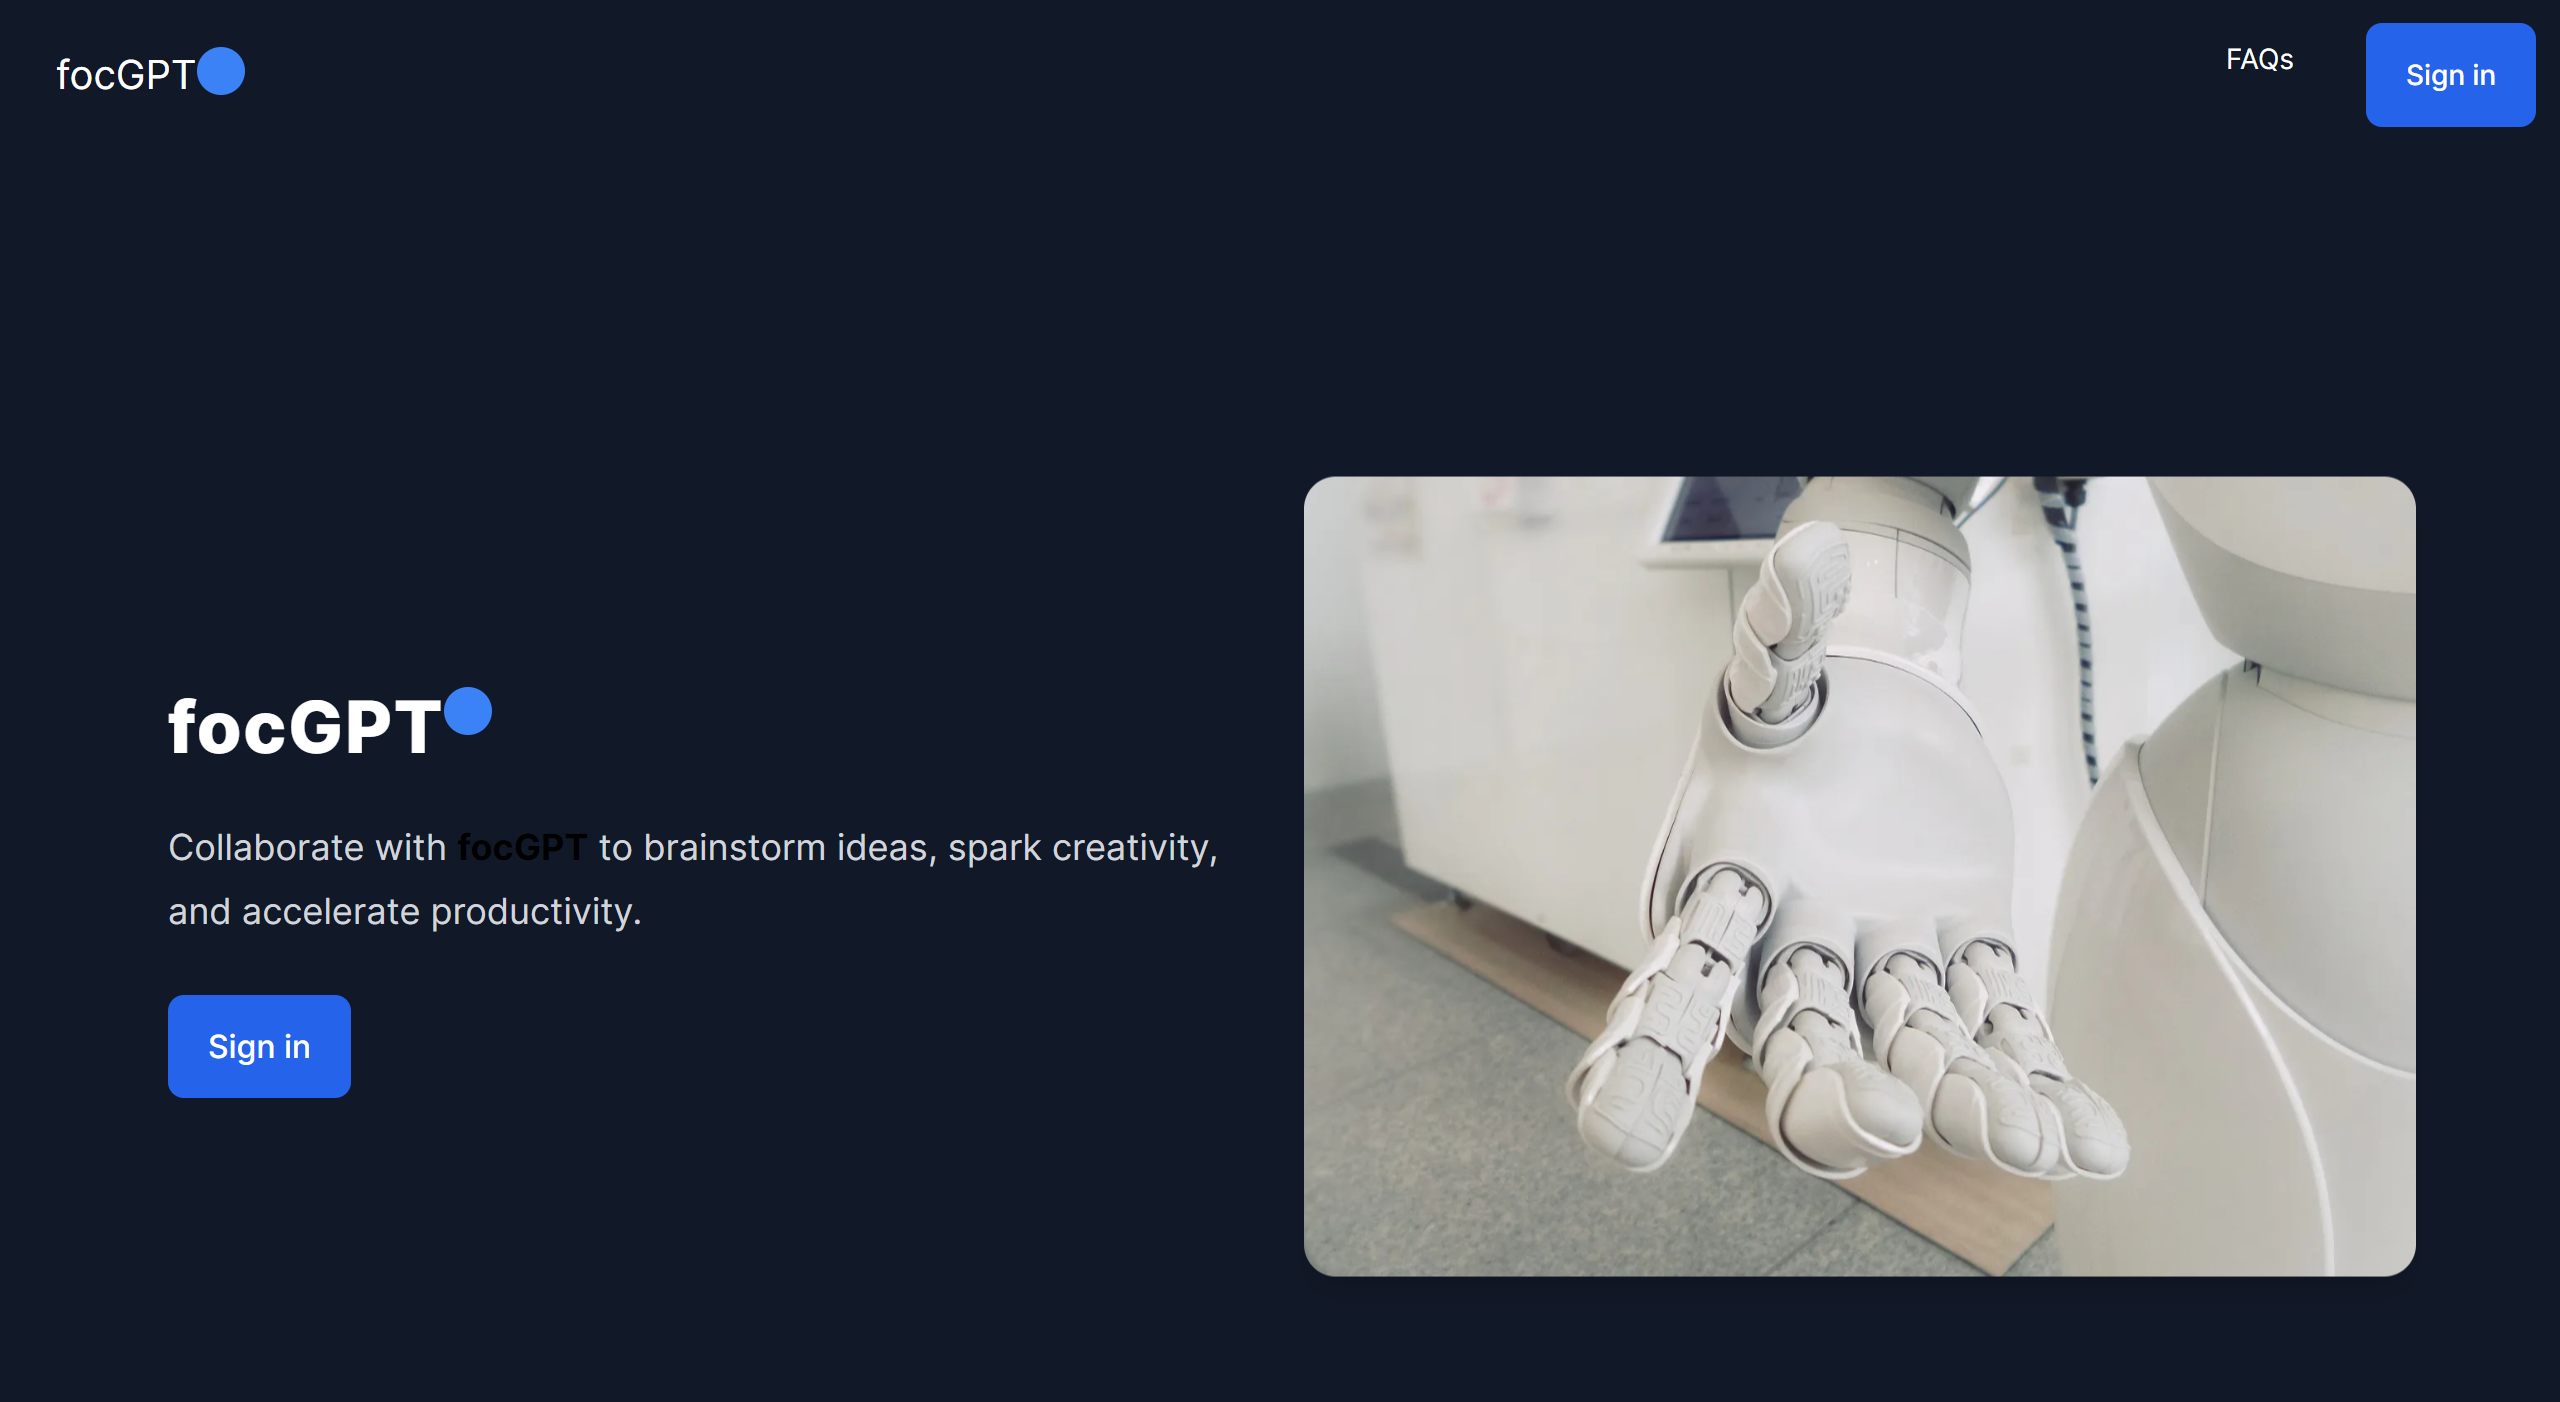 focGPT
FAQs
Sign in
focGPT
Collaborate with focGPT to brainstorm ideas, spark creativity,
and accelerate productivity.
Sign in